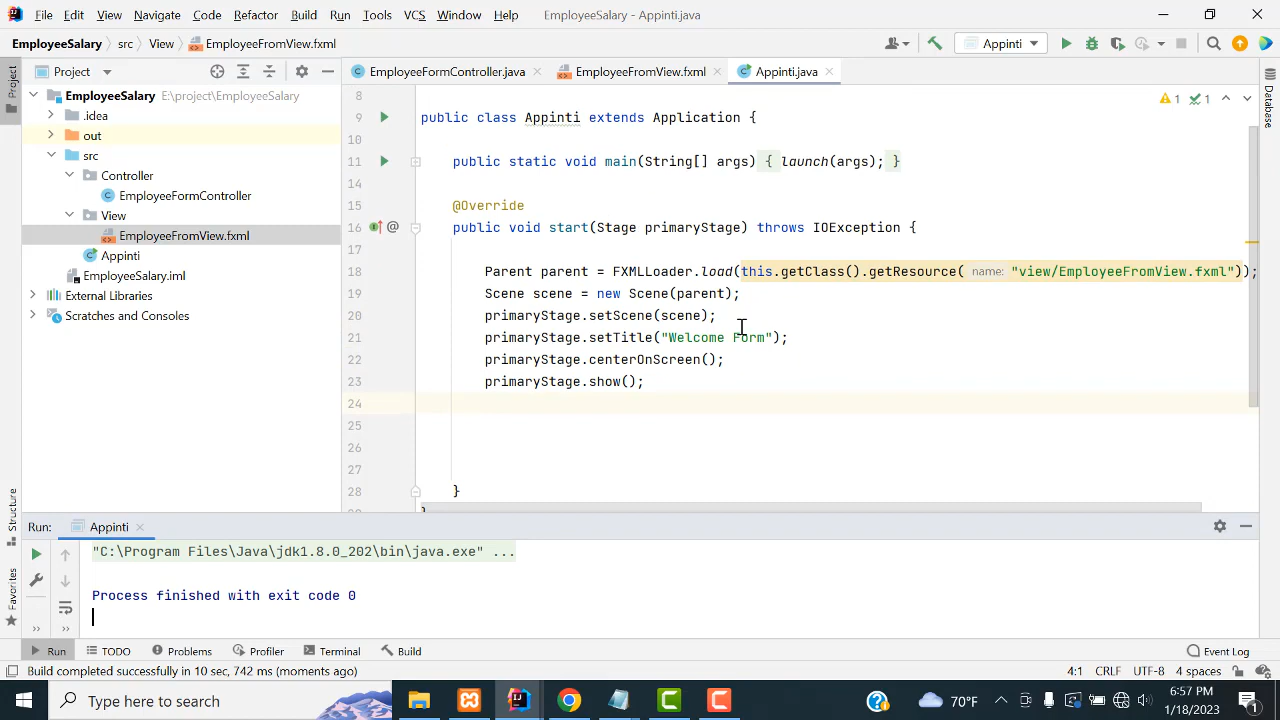 File Edit View Navigate Code Refactor Build Run Tools VCS Window Help EmployeeSalary - Appinti.java
EmployeeSalary src View EmployeeFromView.fxml Appinti
Project EmployeeFormController.java EmployeeFromView.fxml Appinti.java
Project
Database
Structure
Favorites
EmployeeSalary E:\project\EmployeeSalary
.idea
out
src
Controller
EmployeeFormController
View
EmployeeFromView.fxml
Appinti
EmployeeSalary.iml
External Libraries
Scratches and Consoles
1 1
8
9 public class Appinti extends Application {
10
11 public static void main(String[] args) { launch(args); }
14
15 @Override
16 @ public void start(Stage primaryStage) throws IOException {
17
18 Parent parent = FXMLLoader.load(this.getClass().getResource( name: "view/EmployeeFromView.fxml"));
19 Scene scene = new Scene(parent);
20 primaryStage.setScene(scene);
21 primaryStage.setTitle("Welcome Form");
22 primaryStage.centerOnScreen();
23 primaryStage.show();
24
25
26
27
28 }
}
Run: Appinti
"C:\Program Files\Java\jdk1.8.0_202\bin\java.exe" ...
Process finished with exit code 0
Run TODO Problems Profiler Terminal Build Event Log
Build completed successfully in 10 sec, 742 ms (moments ago) 4:1 CRLF UTF-8 4 spaces
Type here to search 70°F 6:57 PM
1/18/2023 1